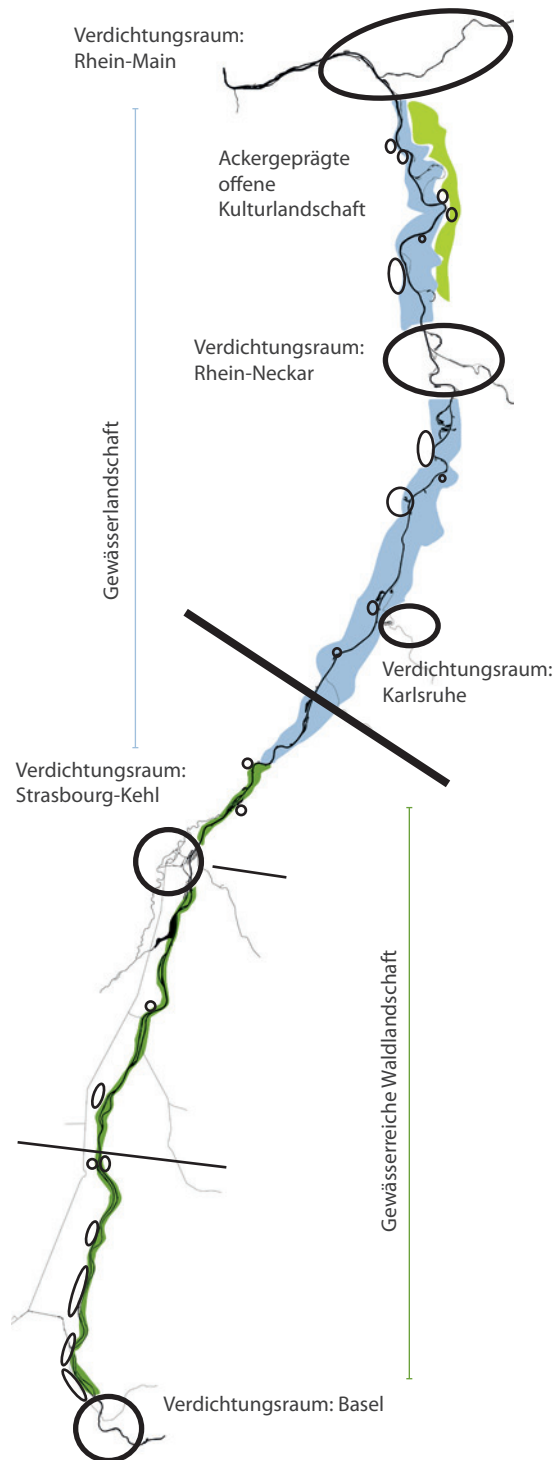 Verdichtungsraum:
Rhein-Main
Ackergeprägte
offene
Kulturlandschaft
Verdichtungsraum:
Rhein-Neckar
Gewässerlandschaft
Verdichtungsraum:
Karlsruhe
Verdichtungsraum:
Strasbourg-Kehl
Gewässerreiche Waldlandschaft
Verdichtungsraum: Basel